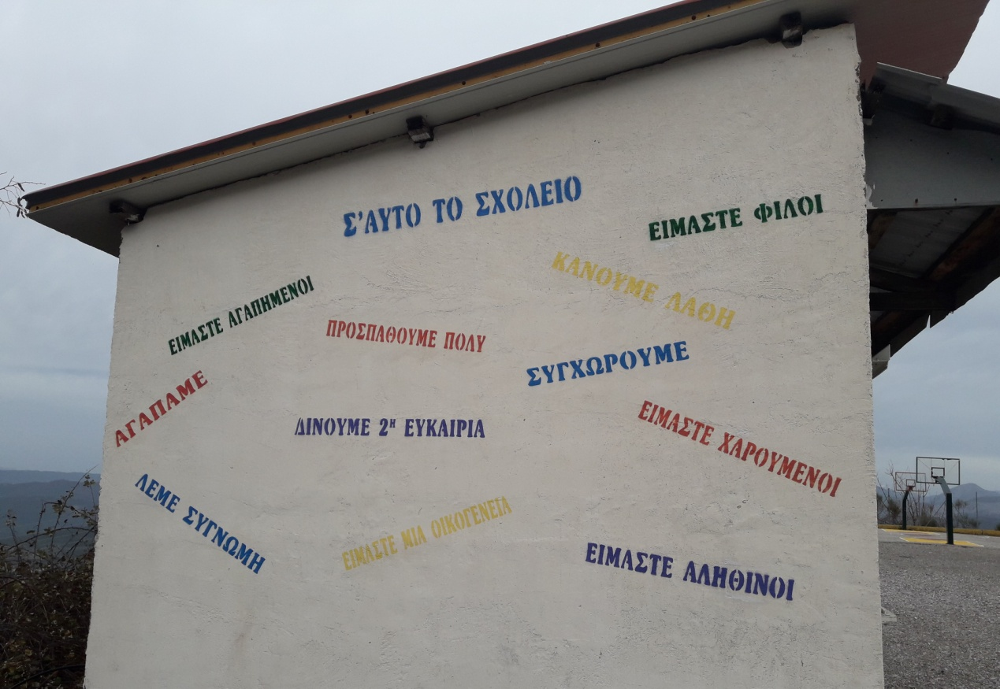 Σ'ΑΥΤΟ ΤΟ ΣΧΟΛΕΙΟ
ΕΙΜΑΣΤΕ ΦΙΛΟΙ
ΚΑΝΟΥΜΕ ΛΑΘΗ
ΕΙΜΑΣΤΕ ΑΓΑΠΗΜΕΝΟΙ
ΠΡΟΣΠΑΘΟΥΜΕ ΠΟΛΥ
ΣΥΓΧΩΡΟΥΜΕ
ΑΓΑΠΑΜΕ
ΔΙΝΟΥΜΕ 2Η ΕΥΚΑΙΡΙΑ
ΕΙΜΑΣΤΕ ΧΑΡΟΥΜΕΝΟΙ
ΛΕΜΕ ΣΥΓΝΩΜΗ
ΕΙΜΑΣΤΕ ΜΙΑ ΟΙΚΟΓΕΝΕΙΑ
ΕΙΜΑΣΤΕ ΑΛΗΘΙΝΟΙ